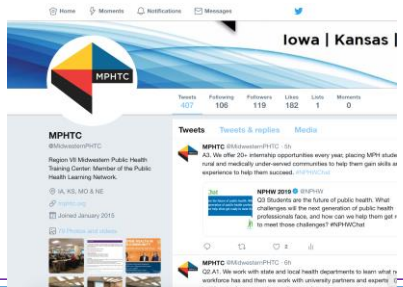 Home Moments Notifications Messages
Iowa | Kansas |
MPHTC
Tweets Following Followers Likes Lists Moments
407 106 119 182 1 0
MPHTC
@MidwesternPHTC
Region VII Midwestern Public Health
Training Center: Member of the Public
Health Learning Network.
IA, KS, MO & NE
mphtc.org
Joined January 2015
Photos and videos
Tweets Tweets & replies Media
MPHTC @MidwesternPHTC · 5h
A3. We offer 20+ internship opportunities every year, placing MPH stude
rural and medically under-served communities to help them gain skills a
experience to help them succeed. #NPHWChat
NPHW 2019 @NPHW
Q3 Students are the future of public health. What
challenges will the next generation of public health
professionals face, and how can we help them get r
to meet those challenges? #NPHWChat
2
MPHTC @MidwesternPHTC · 6h
Q2.A1. We work with state and local health departments to learn what n
workforce has and then we work with university partners and experts